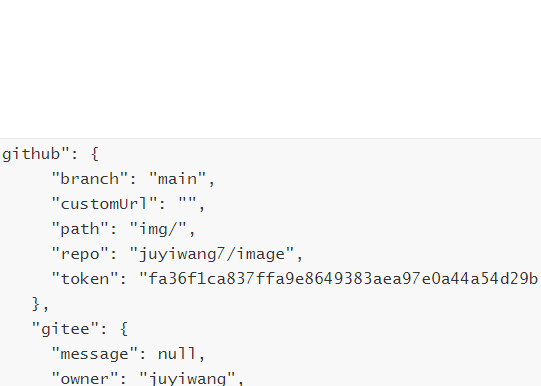 github": {
"branch": "main",
"customUrl": "",
"path": "img/",
"repo": "juyiwang7/image",
"token": "fa36f1ca837ffa9e8649383aea97e0a44a54d29b
},
"gitee": {
"message": null,
"owner": "juyiwang",